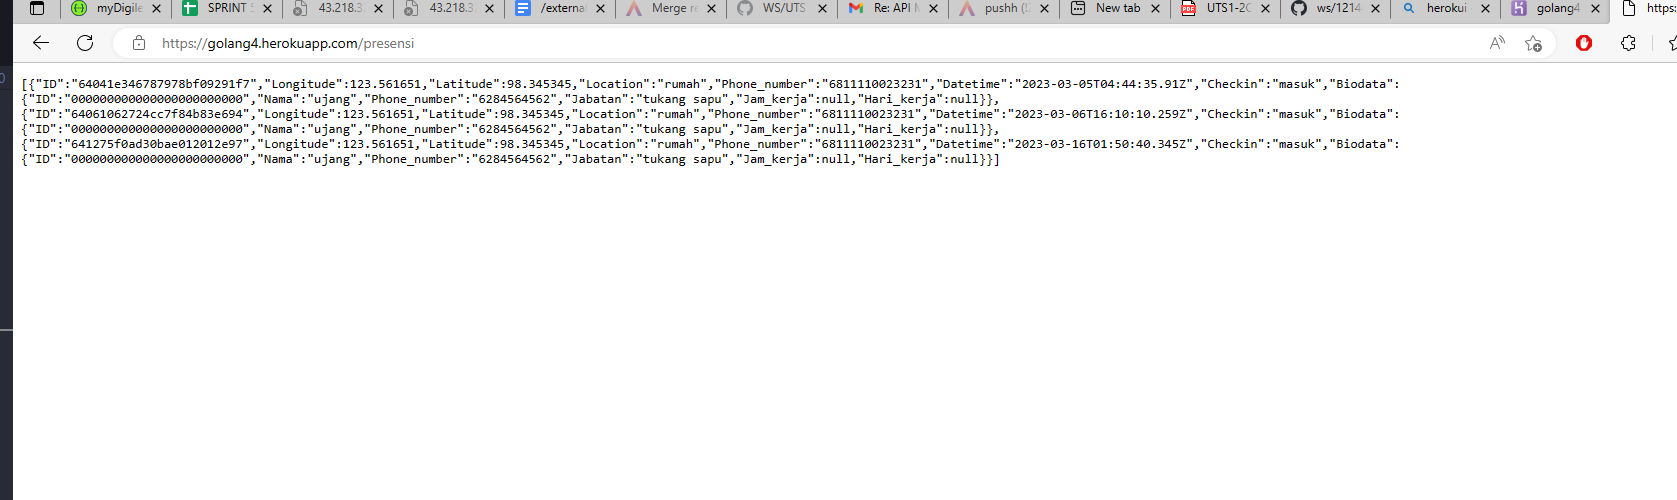 myDigile
SPRINT
43.218.3
43.218.3
/externa
Merge re
WS/UTS
Re: API M
pushh (
New tab
UTS1-2C
ws/1214
herokui
golang4
https:
https://golang4.herokuapp.com/presensi
[{"ID":"64041e346787978bf09291f7","Longitude":123.561651,"Latitude":98.345345,"Location":"rumah","Phone_number":"6811110023231","Datetime":"2023-03-05T04:44:35.91Z","Checkin":"masuk","Biodata":
{"ID":"000000000000000000000000","Nama":"ujang","Phone_number":"6284564562","Jabatan":"tukang sapu","Jam_kerja":null,"Hari_kerja":null}},
{"ID":"64061062724cc7f84b83e694","Longitude":123.561651,"Latitude":98.345345,"Location":"rumah","Phone_number":"6811110023231","Datetime":"2023-03-06T16:10:10.259Z","Checkin":"masuk","Biodata":
{"ID":"000000000000000000000000","Nama":"ujang","Phone_number":"6284564562","Jabatan":"tukang sapu","Jam_kerja":null,"Hari_kerja":null}},
{"ID":"641275f0ad30bae012012e97","Longitude":123.561651,"Latitude":98.345345,"Location":"rumah","Phone_number":"6811110023231","Datetime":"2023-03-16T01:50:40.345Z","Checkin":"masuk","Biodata":
{"ID":"000000000000000000000000","Nama":"ujang","Phone_number":"6284564562","Jabatan":"tukang sapu","Jam_kerja":null,"Hari_kerja":null}}]